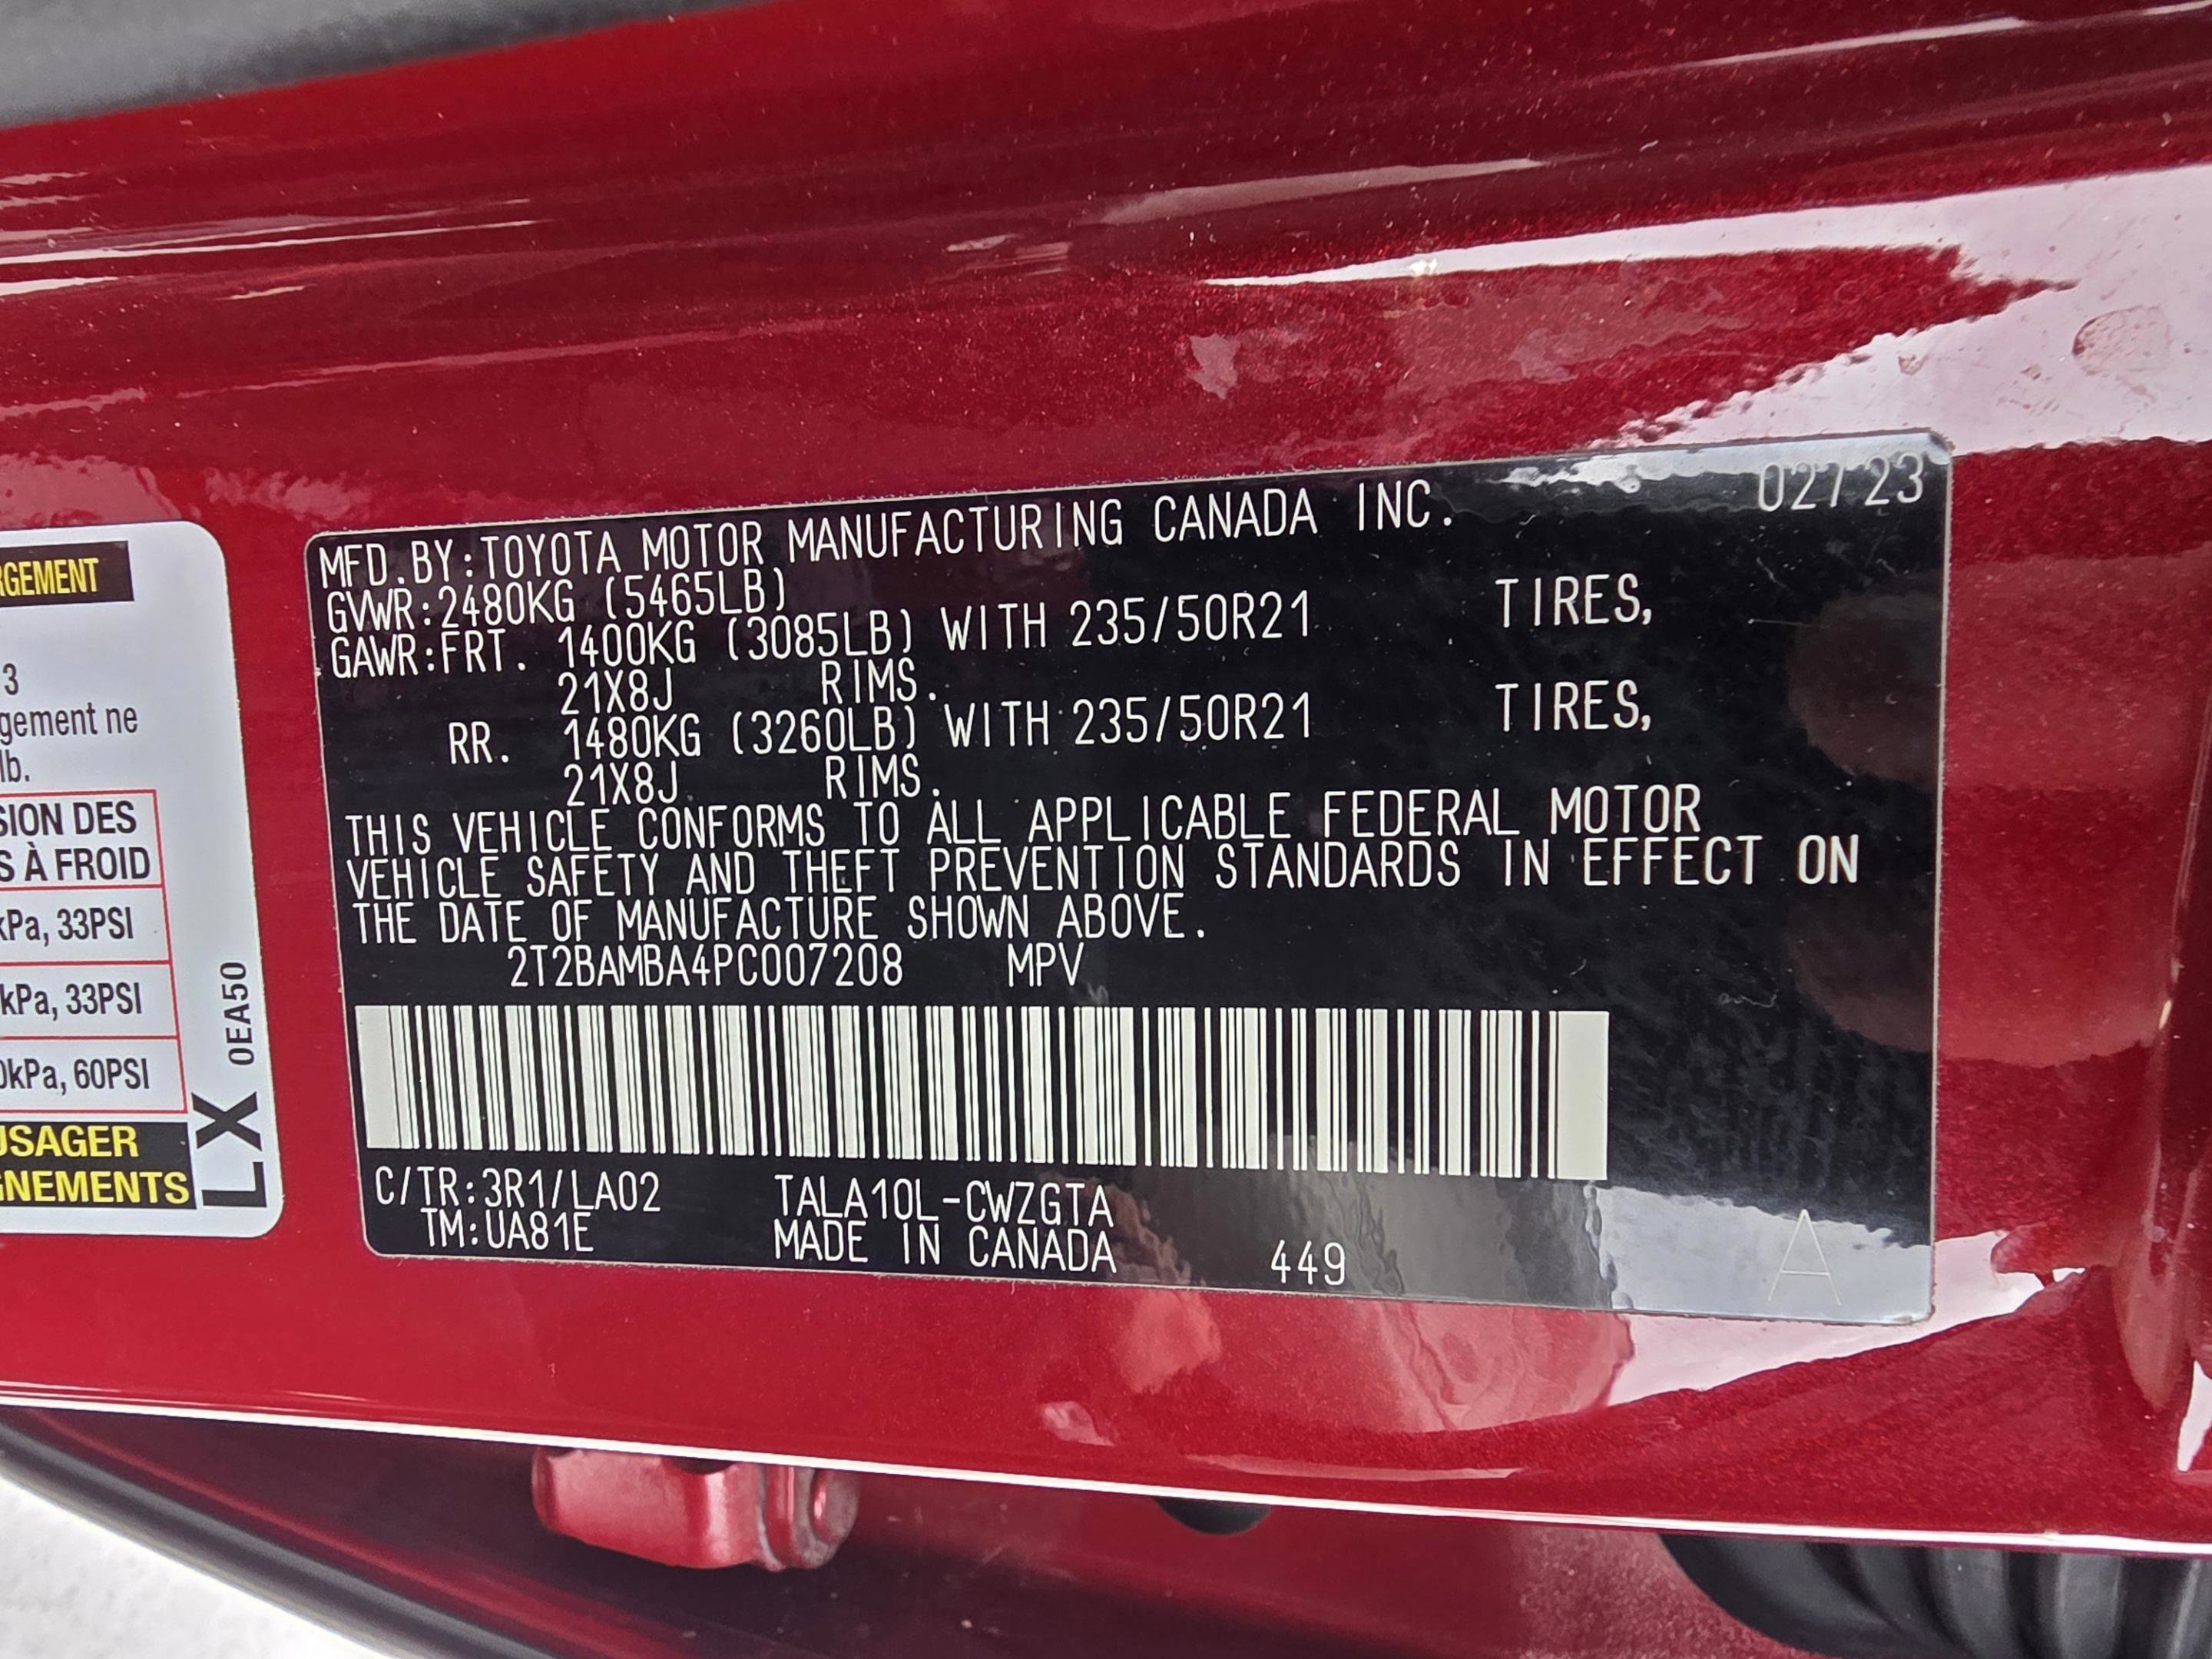 MFD.BY:TOYOTA MOTOR MANUFACTURING CANADA INC. 02/23
GVWR:2480KG (5465LB)
GAWR:FRT. 1400KG (3085LB) WITH 235/50R21 TIRES,
21X8J RIMS.
RR. 1480KG (3260LB) WITH 235/50R21 TIRES,
21X8J RIMS.
THIS VEHICLE CONFORMS TO ALL APPLICABLE FEDERAL MOTOR
VEHICLE SAFETY AND THEFT PREVENTION STANDARDS IN EFFECT ON
THE DATE OF MANUFACTURE SHOWN ABOVE.
2T2BAMBA4PC007208 MPV
C/TR:3R1/LA02 TALA10L-CWZGTA
TM:UA81E MADE IN CANADA 449
A
RGEMENT
3
gement ne
lb.
SION DES
S À FROID
kPa, 33PSI
kPa, 33PSI
0kPa, 60PSI
USAGER
GNEMENTS
LX 0EA50